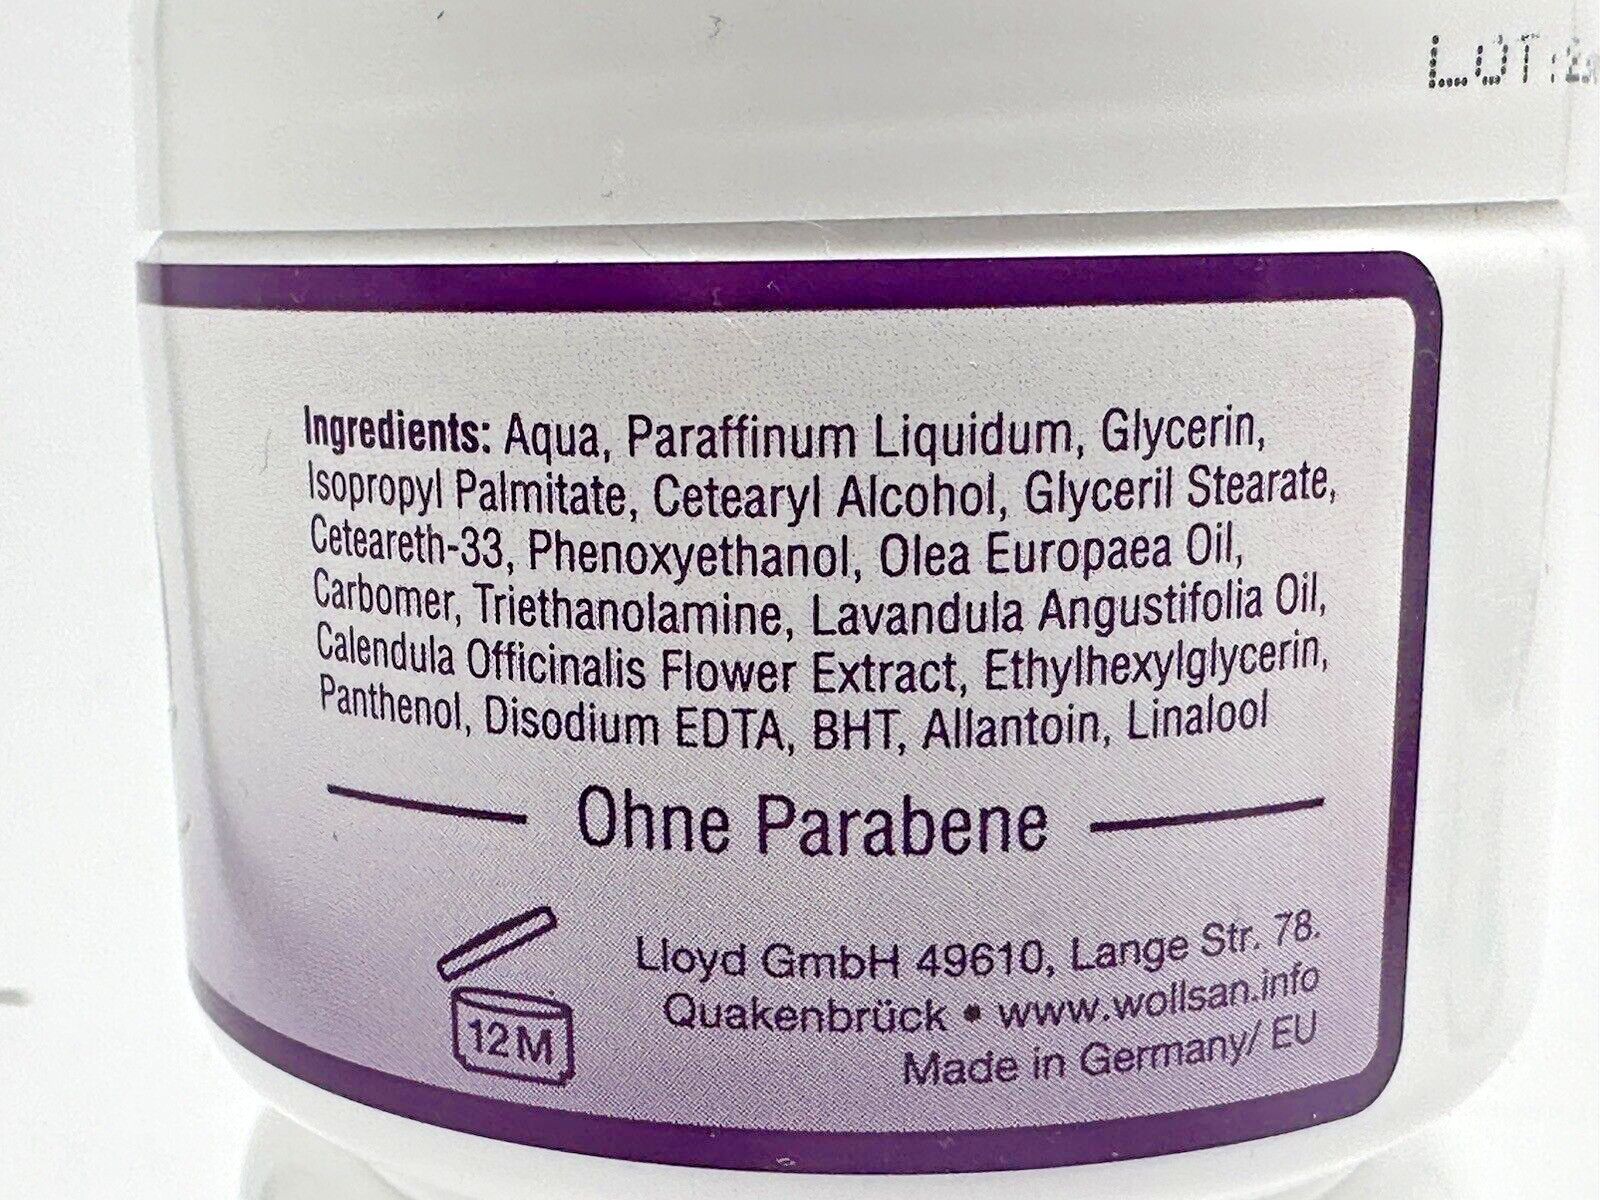 LOT:
Ingredients: Aqua, Paraffinum Liquidum, Glycerin,
Isopropyl Palmitate, Cetearyl Alcohol, Glyceril Stearate,
Ceteareth-33, Phenoxyethanol, Olea Europaea Oil,
Carbomer, Triethanolamine, Lavandula Angustifolia Oil,
Calendula Officinalis Flower Extract, Ethylhexylglycerin,
Panthenol, Disodium EDTA, BHT, Allantoin, Linalool
Ohne Parabene
12M
Lloyd GmbH 49610, Lange Str. 78.
Quakenbrück • www.wollsan.info
Made in Germany/ EU